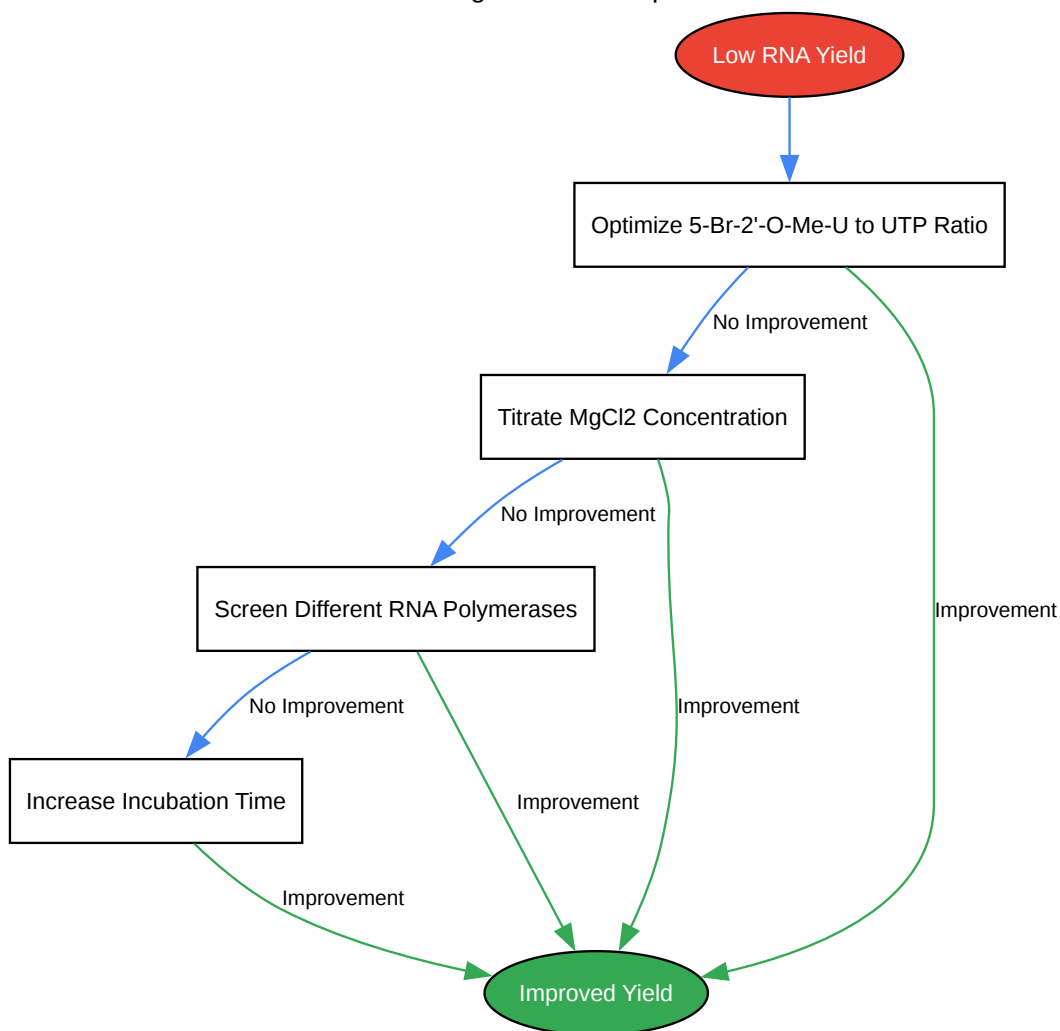 Low RNA Yield
Optimize 5-Br-2'-O-Me-U to UTP Ratio
No Improvement
Titrate MgCl2 Concentration
No Improvement
Screen Different RNA Polymerases
Improvement
No Improvement
Improvement
Increase Incubation Time
Improvement
Improvement
Improved Yield